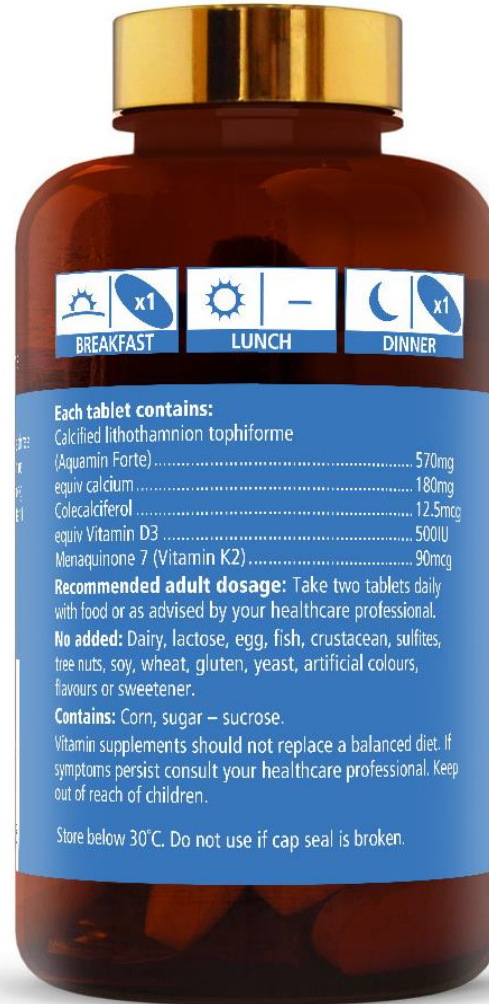 x1
–
x1
BREAKFAST
LUNCH
DINNER
Each tablet contains:
Calcified lithothamnion tophiforme
(Aquamin Forte)................................................570mg
equiv calcium....................................................180mg
Colecalciferol....................................................12.5mcg
equiv Vitamin D3 ................................................500IU
Menaquinone 7 (Vitamin K2)..............................90mcg
Recommended adult dosage: Take two tablets daily
with food or as advised by your healthcare professional.
No added: Dairy, lactose, egg, fish, crustacean, sulfites,
tree nuts, soy, wheat, gluten, yeast, artificial colours,
flavours or sweetener.
Contains: Corn, sugar – sucrose.
Vitamin supplements should not replace a balanced diet. If
symptoms persist consult your healthcare professional. Keep
out of reach of children.
Store below 30°C. Do not use if cap seal is broken.